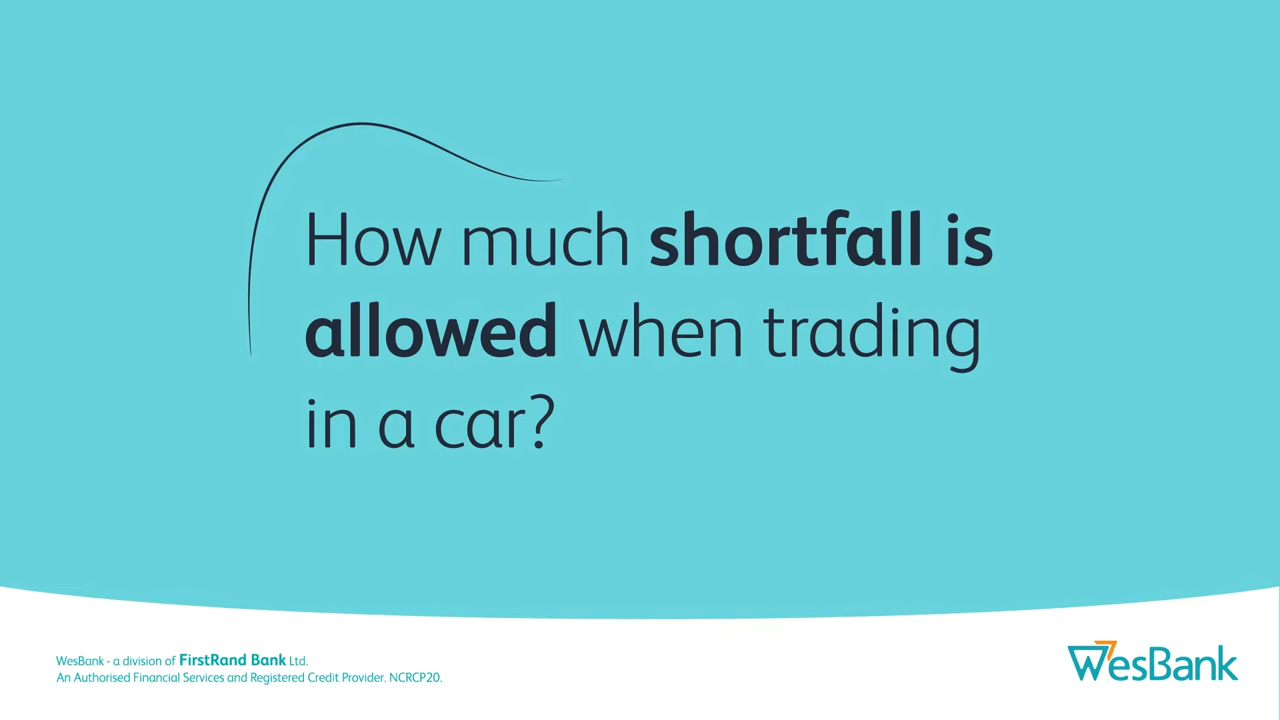 How much shortfall is
allowed when trading
in a car?
WesBank - a division of FirstRand Bank Ltd.
An Authorised Financial Services and Registered Credit Provider. NCRCP20.
WesBank